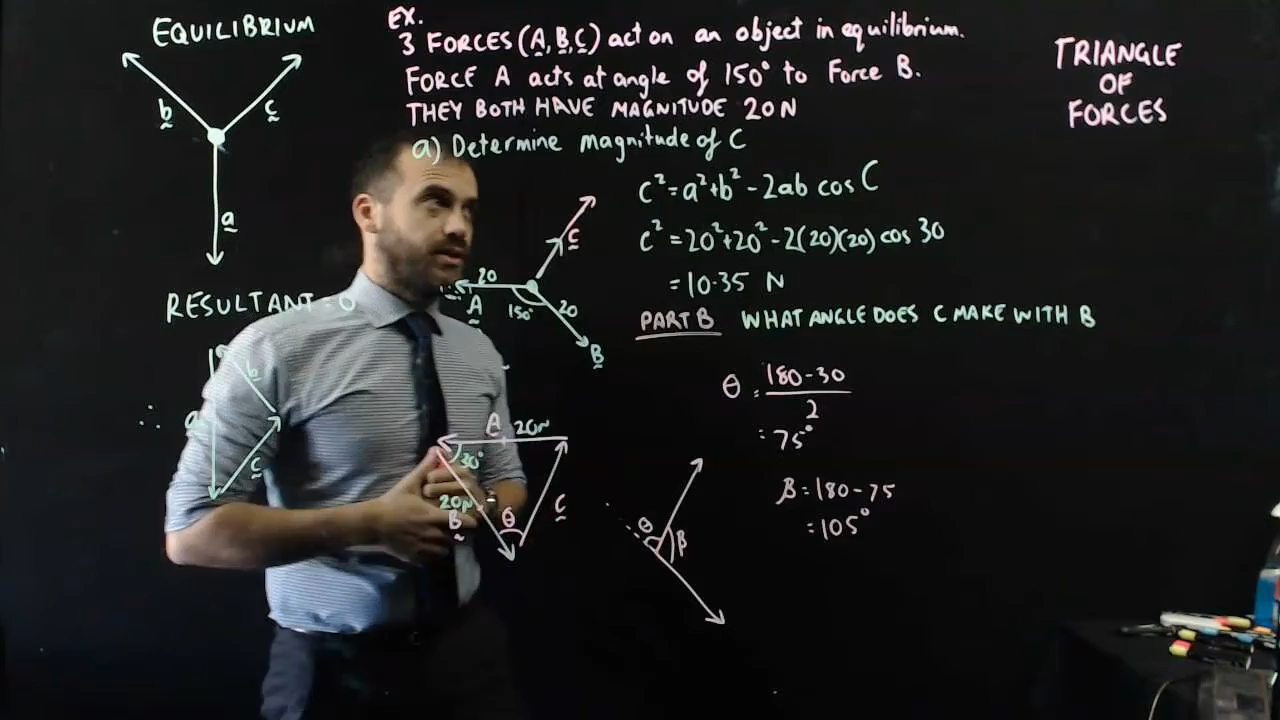 EQUILIBRIUM
b
c
a
RESULTANT = 0
∴
a
b
c
EX.
3 FORCES (A, B, C) act on an object in equilibrium.
FORCE A acts at angle of 150° to Force B.
THEY BOTH HAVE MAGNITUDE 20N
a) Determine magnitude of C
20
A
150°
20
B
C
A 20N
30°
20N
B
θ
C
C² = a² + b² - 2ab cos C
C² = 20² + 20² - 2(20)(20) cos 30
= 10.35 N
PART B WHAT ANGLE DOES C MAKE WITH B
θ = 180-30
2
= 75°
β = 180 - 75
= 105°
θ
β
TRIANGLE
OF
FORCES